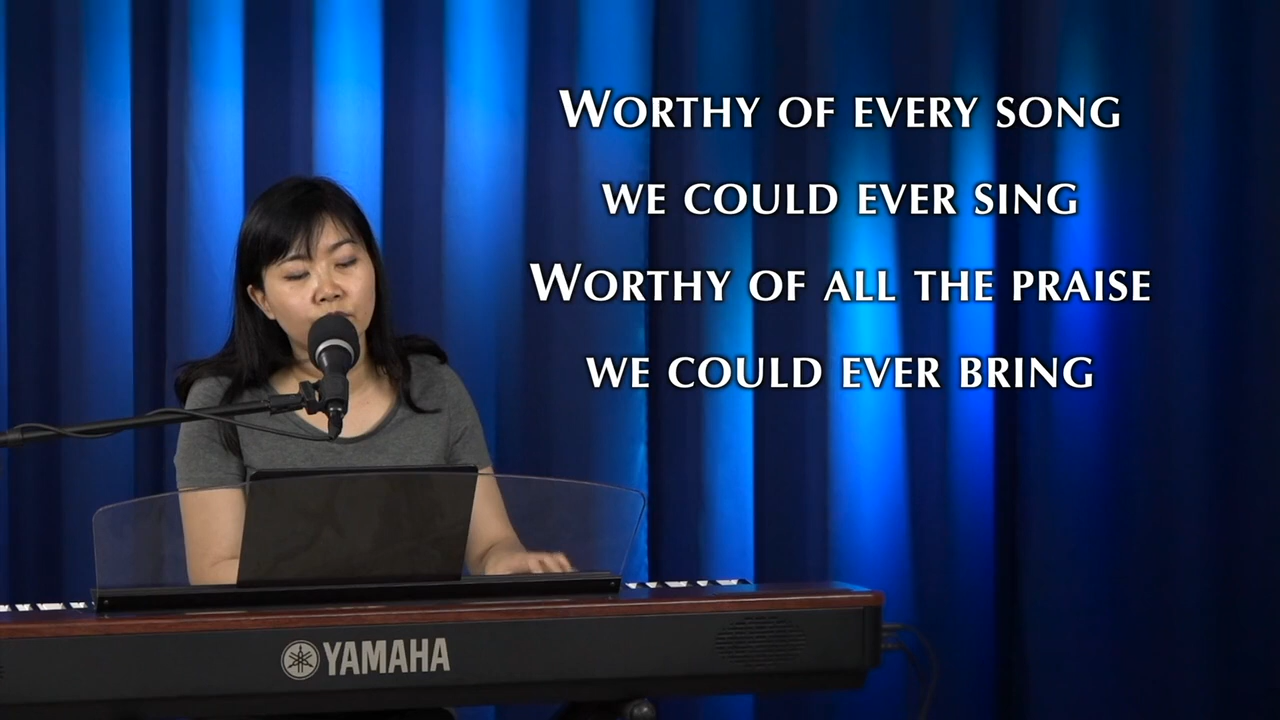 Worthy of every song
we could ever sing
Worthy of all the praise
we could ever bring
YAMAHA